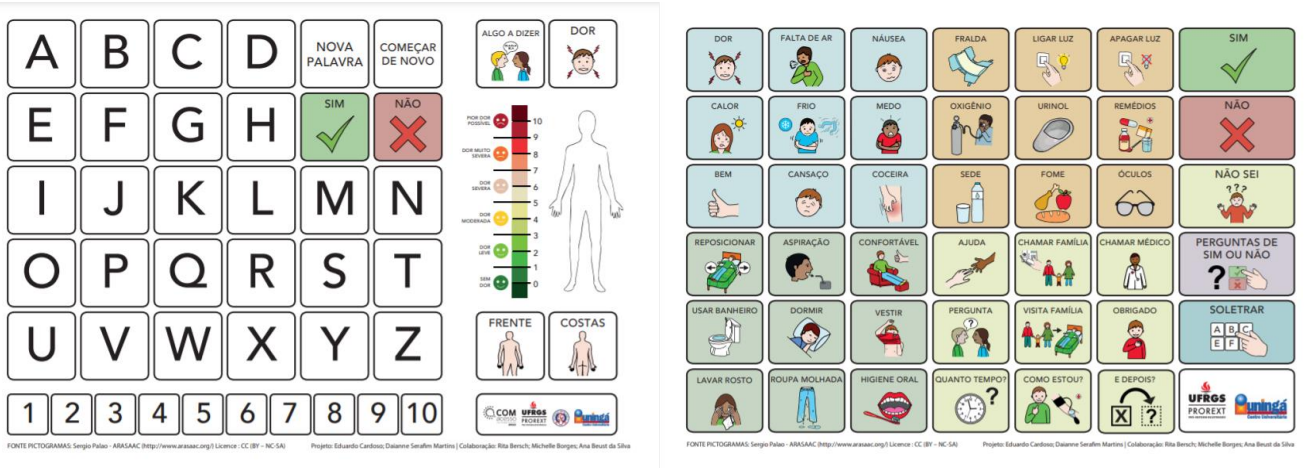 A B C D NOVA PALAVRA COMEÇAR DE NOVO
E F G H SIM NÃO
I J K L M N
O P Q R S T
U V W X Y Z
1 2 3 4 5 6 7 8 9 10
ALGO A DIZER DOR
PIOR DOR POSSÍVEL
DOR MUITO SEVERA
DOR SEVERA
DOR MODERADA
DOR LEVE
SEM DOR
10
9
8
7
6
5
4
3
2
1
0
FRENTE COSTAS
COM UFRGS
PROREXT
uningá
FONTE PICTOGRAMAS: Sergio Palao - ARASAAC (http://www.arasaac.org/) Licence : CC (BY – NC-SA) Projeto: Eduardo Cardoso; Daianne Serafim Martins | Colaboração: Rita Bersch; Michelle Borges; Ana Beust da Silva
DOR FALTA DE AR NÁUSEA FRALDA LIGAR LUZ APAGAR LUZ SIM
CALOR FRIO MEDO OXIGÊNIO URINOL REMÉDIOS NÃO
BEM CANSAÇO COCEIRA SEDE FOME ÓCULOS NÃO SEI
???
REPOSICIONAR ASPIRAÇÃO CONFORTÁVEL AJUDA CHAMAR FAMÍLIA CHAMAR MÉDICO PERGUNTAS DE SIM OU NÃO
?
USAR BANHEIRO DORMIR VESTIR PERGUNTA VISITA FAMÍLIA OBRIGADO SOLETRAR
?
A B C
E F
LAVAR ROSTO ROUPA MOLHADA HIGIENE ORAL QUANTO TEMPO? COMO ESTOU? E DEPOIS?
? X ?
UFRGS
PROREXT
uningá
Centro Universitário
FONTE PICTOGRAMAS: Sergio Palao - ARASAAC (http://www.arasaac.org/) Licence : CC (BY – NC-SA) Projeto: Eduardo Cardoso; Daianne Serafim Martins | Colaboração: Rita Bersch; Michelle Borges; Ana Beust da Silva